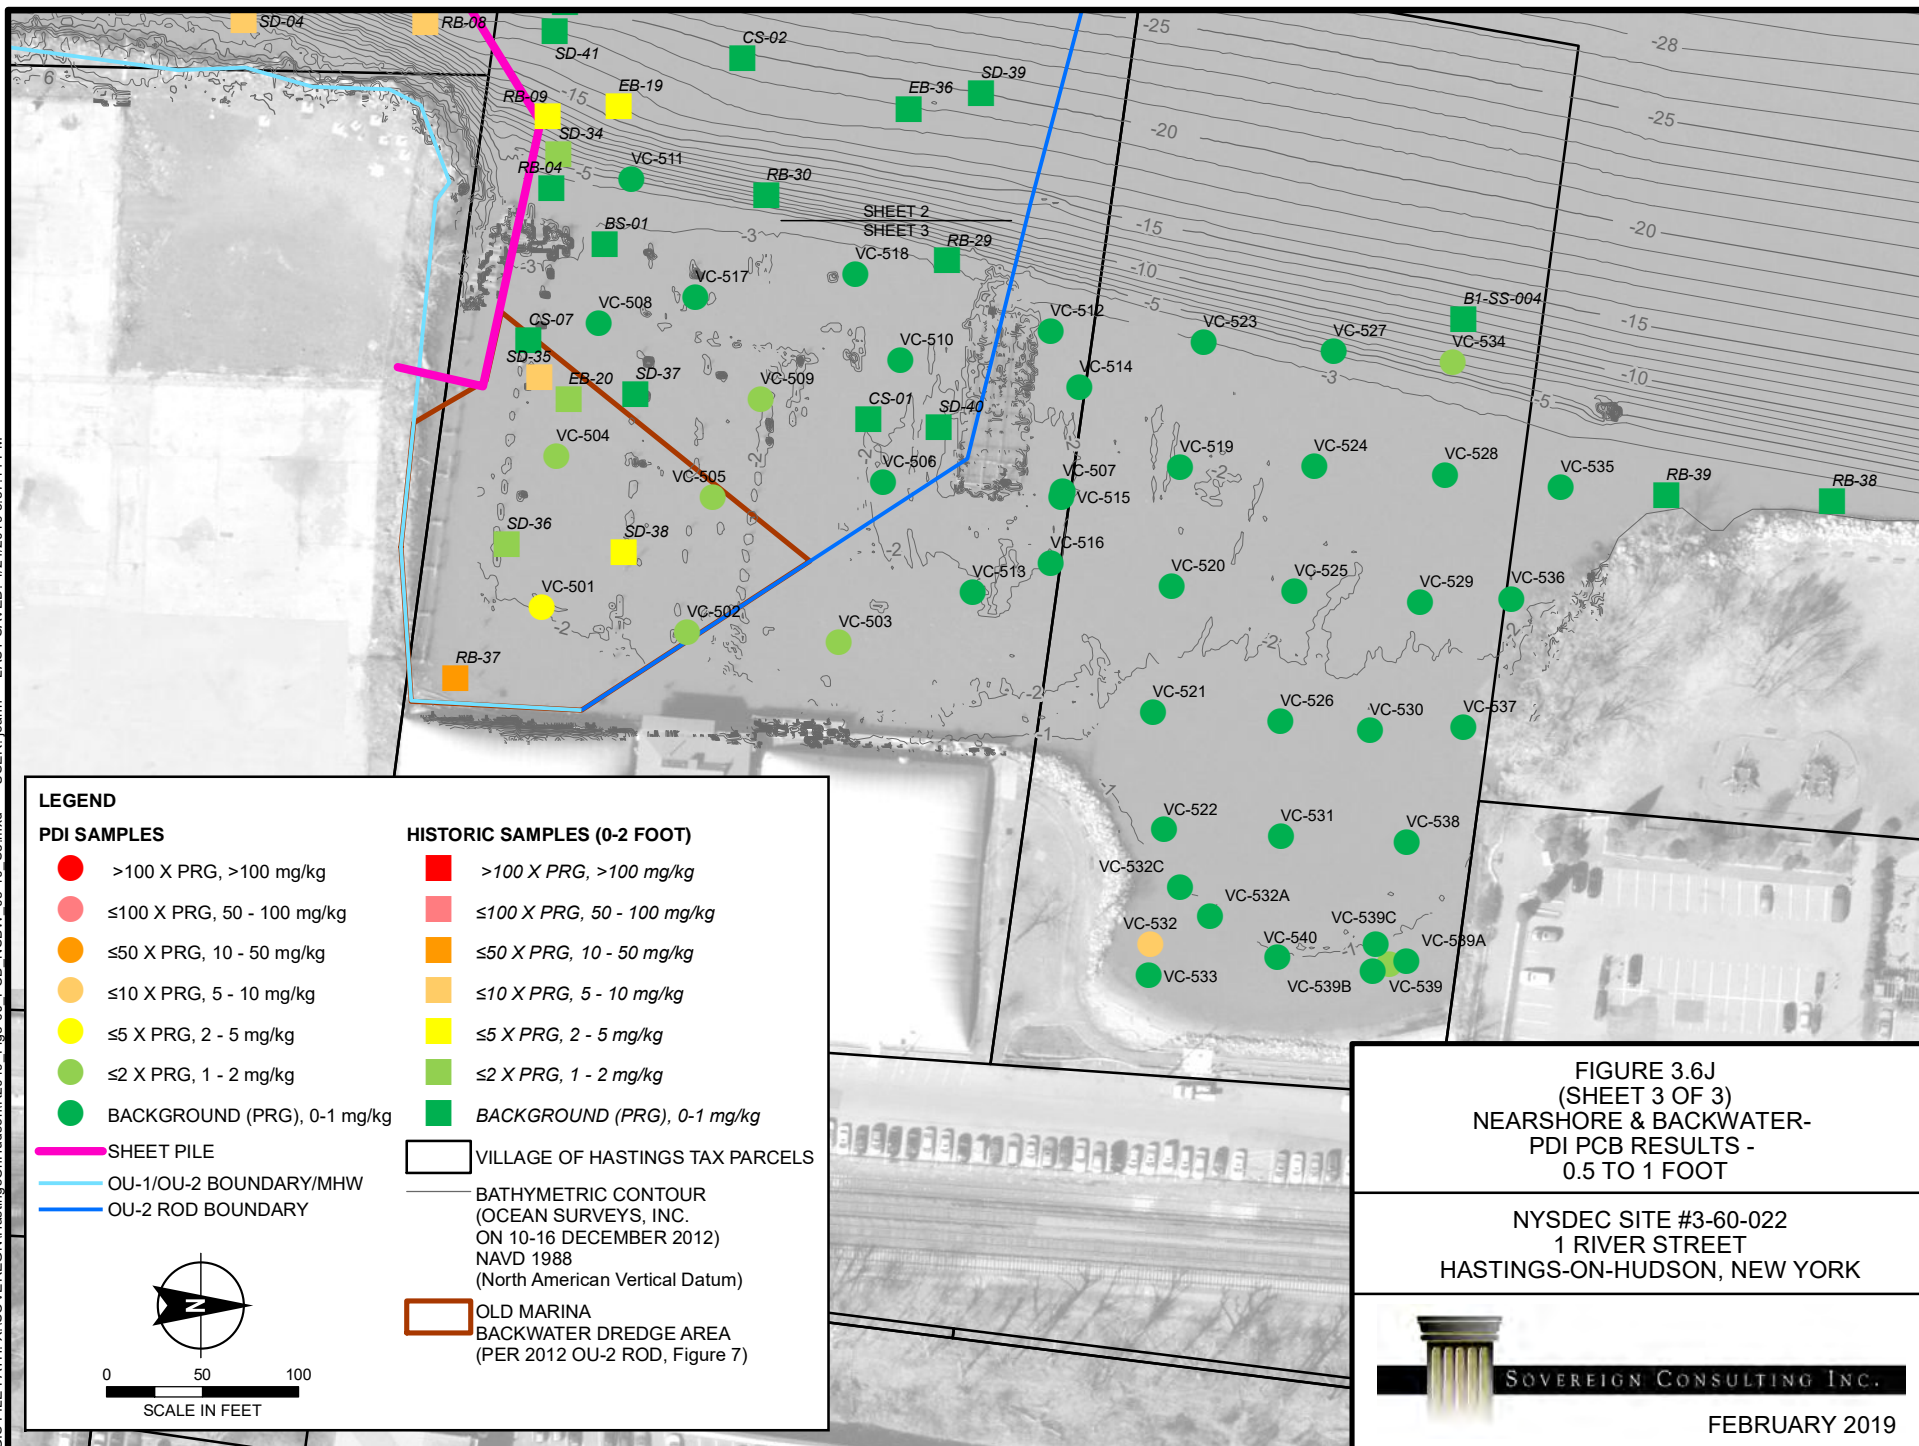 SD-04
RB-08
SD-41
CS-02
-25
-28
6
-15
EB-19
RB-09
EB-36
SD-39
-20
-25
SD-34
RB-04
-5
VC-511
RB-30
SHEET 2
SHEET 3
-15
-20
BS-01
-3
-3
RB-29
-10
VC-518
VC-517
-5
VC-508
CS-07
VC-512
VC-523
VC-527
B1-SS-004
-15
VC-534
SD-35
VC-510
VC-514
-3
-10
EB-20
SD-37
VC-509
CS-01
SD-40
-5
VC-504
-2
-2
-2
VC-519
-2
VC-524
VC-528
VC-505
VC-506
VC-507
VC-515
VC-535
RB-39
RB-38
SD-36
SD-38
-2
VC-516
VC-513
VC-520
VC-525
VC-529
VC-536
VC-501
-2
VC-502
VC-503
-2
-2
RB-37
-2
VC-521
VC-526
VC-530
VC-537
-1
-1
VC-522
VC-531
VC-538
VC-532C
VC-532A
VC-532
VC-539C
VC-540
-1
VC-539A
VC-533
VC-539B
VC-539
LEGEND
PDI SAMPLES
>100 X PRG, >100 mg/kg
≤100 X PRG, 50 - 100 mg/kg
≤50 X PRG, 10 - 50 mg/kg
≤10 X PRG, 5 - 10 mg/kg
≤5 X PRG, 2 - 5 mg/kg
≤2 X PRG, 1 - 2 mg/kg
BACKGROUND (PRG), 0-1 mg/kg
SHEET PILE
OU-1/OU-2 BOUNDARY/MHW
OU-2 ROD BOUNDARY
N
0 50 100
SCALE IN FEET
HISTORIC SAMPLES (0-2 FOOT)
>100 X PRG, >100 mg/kg
≤100 X PRG, 50 - 100 mg/kg
≤50 X PRG, 10 - 50 mg/kg
≤10 X PRG, 5 - 10 mg/kg
≤5 X PRG, 2 - 5 mg/kg
≤2 X PRG, 1 - 2 mg/kg
BACKGROUND (PRG), 0-1 mg/kg
VILLAGE OF HASTINGS TAX PARCELS
BATHYMETRIC CONTOUR
(OCEAN SURVEYS, INC.
ON 10-16 DECEMBER 2012)
NAVD 1988
(North American Vertical Datum)
OLD MARINA
BACKWATER DREDGE AREA
(PER 2012 OU-2 ROD, Figure 7)
FIGURE 3.6J
(SHEET 3 OF 3)
NEARSHORE & BACKWATER-
PDI PCB RESULTS -
0.5 TO 1 FOOT
NYSDEC SITE #3-60-022
1 RIVER STREET
HASTINGS-ON-HUDSON, NEW YORK
SOVEREIGN CONSULTING INC.
FEBRUARY 2019